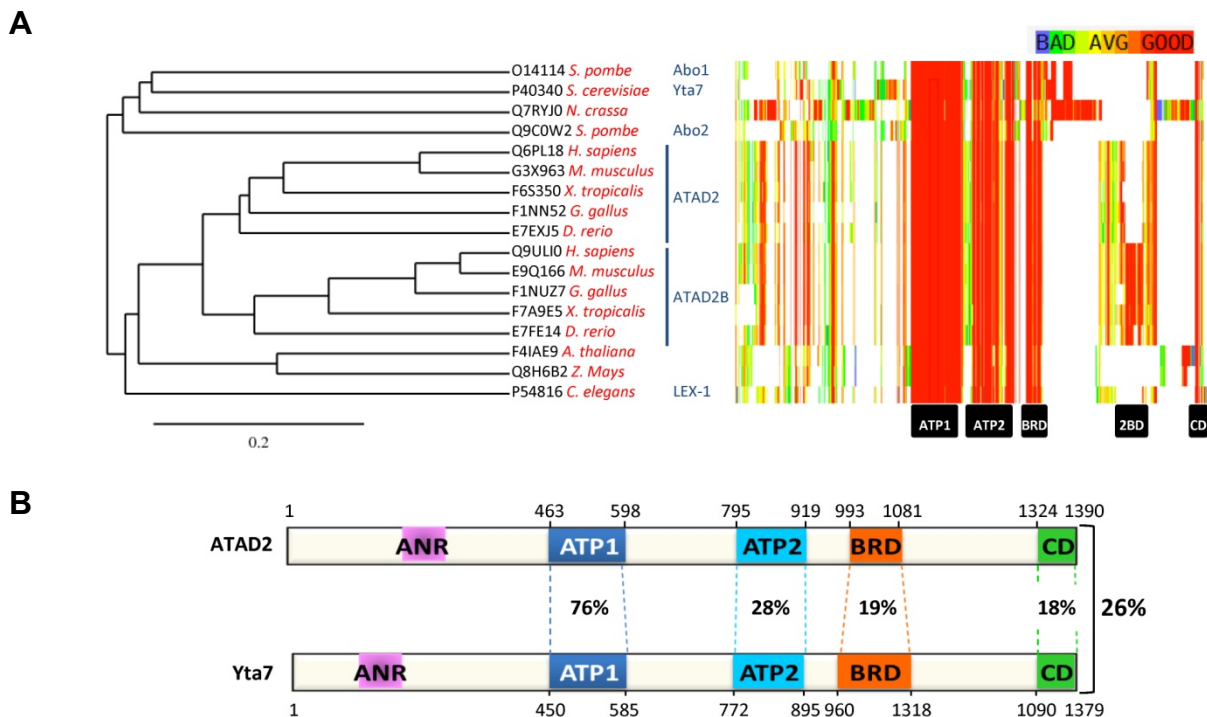 A
BAD AVG GOOD
O14114 S. pombe Abo1
P40340 S. cerevisiae Yta7
Q7RYJ0 N. crassa
Q9C0W2 S. pombe Abo2
Q6PL18 H. sapiens
G3X963 M. musculus
F6S350 X. tropicalis
ATAD2
F1NN52 G. gallus
E7EXJ5 D. rerio
Q9ULI0 H. sapiens
E9Q166 M. musculus
F1NUZ7 G. gallus
ATAD2B
F7A9E5 X. tropicalis
E7FE14 D. rerio
F4IAE9 A. thaliana
Q8H6B2 Z. Mays
P54816 C. elegans LEX-1
ATP1 ATP2 BRD 2BD CD
0.2
B
1 463 598 795 919 993 1081 1324 1390
ATAD2 ANR ATP1 ATP2 BRD CD
76% 28% 19% 18% 26%
Yta7 ANR ATP1 ATP2 BRD CD
1 450 585 772 895 960 1318 1090 1379